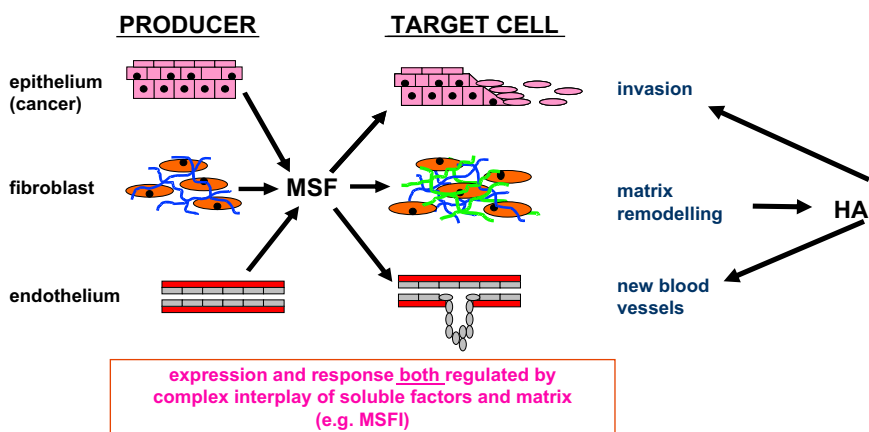 PRODUCER
TARGET CELL
epithelium
(cancer)
invasion
fibroblast
MSF
matrix
remodelling
HA
endothelium
new blood
vessels
expression and response both regulated by
complex interplay of soluble factors and matrix
(e.g. MSFI)